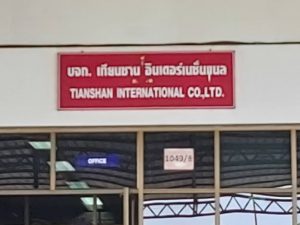 บจก. เทียนซาน อินเตอร์เนชั่นแนล
TIANSHAN INTERNATIONAL CO.,LTD.
OFFICE
1049/8